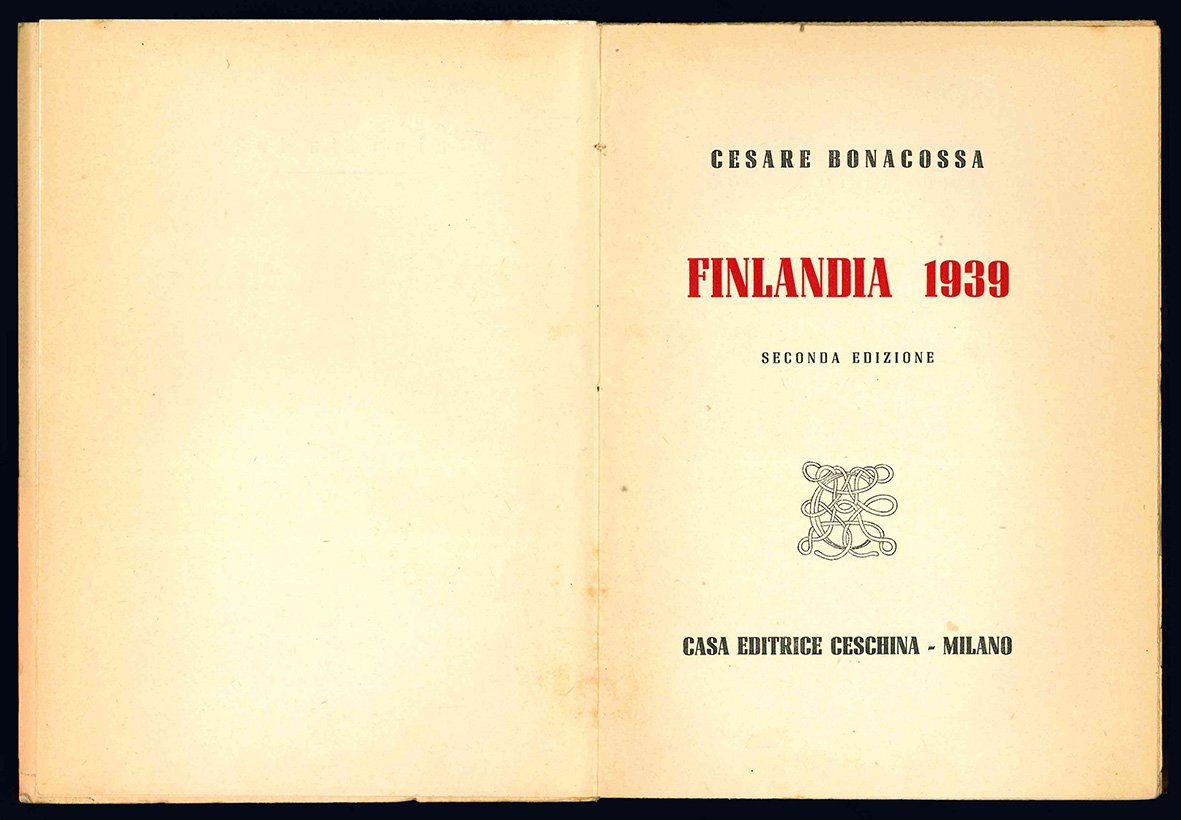 CESARE BONACOSSA
FINLANDIA 1939
SECONDA EDIZIONE
CASA EDITRICE CESCHINA - MILANO